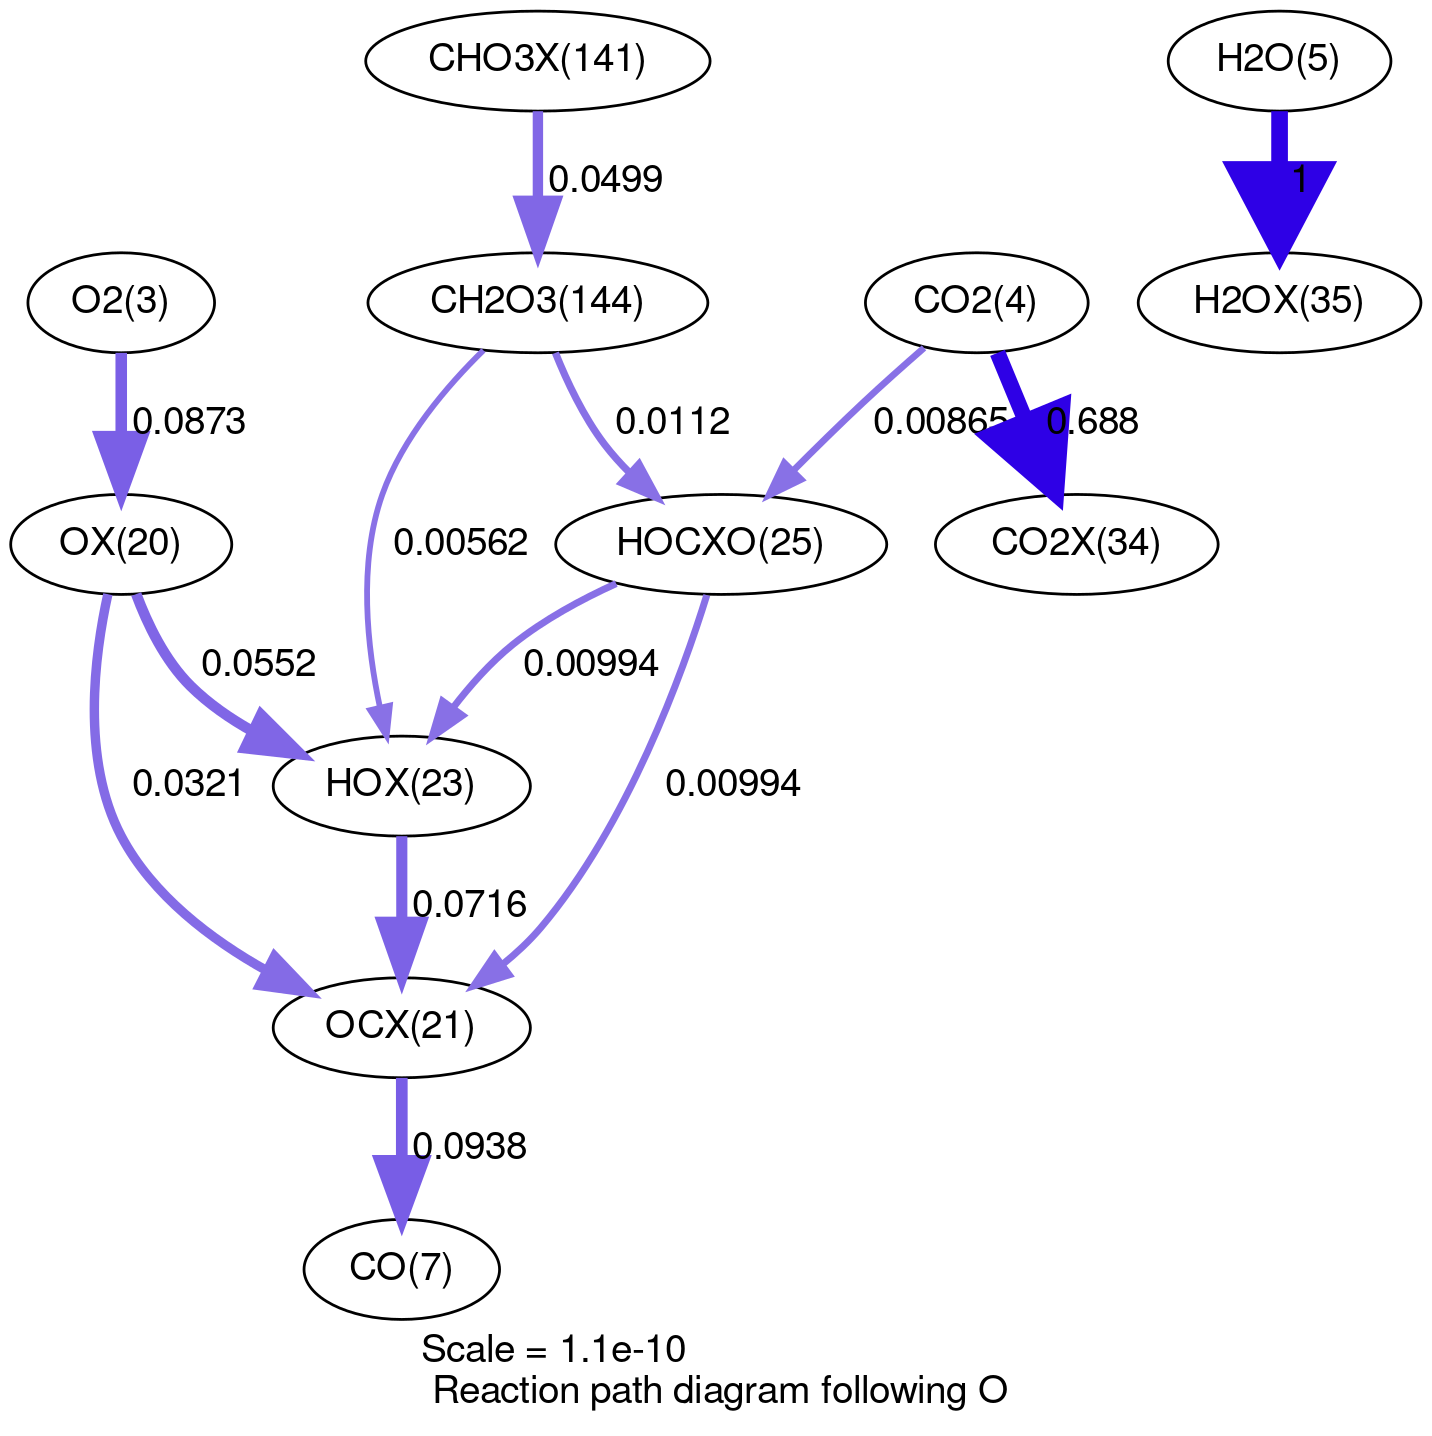 CHO3X(141)
H2O(5)
0.0499
1
O2(3)
CH2O3(144)
CO2(4)
H2OX(35)
0.0873
0.0112
0.00865
0.688
OX(20)
0.00562
HOCXO(25)
CO2X(34)
0.0552
0.00994
0.0321
HOX(23)
0.00994
0.0716
OCX(21)
0.0938
CO(7)
Scale = 1.1e-10
Reaction path diagram following O